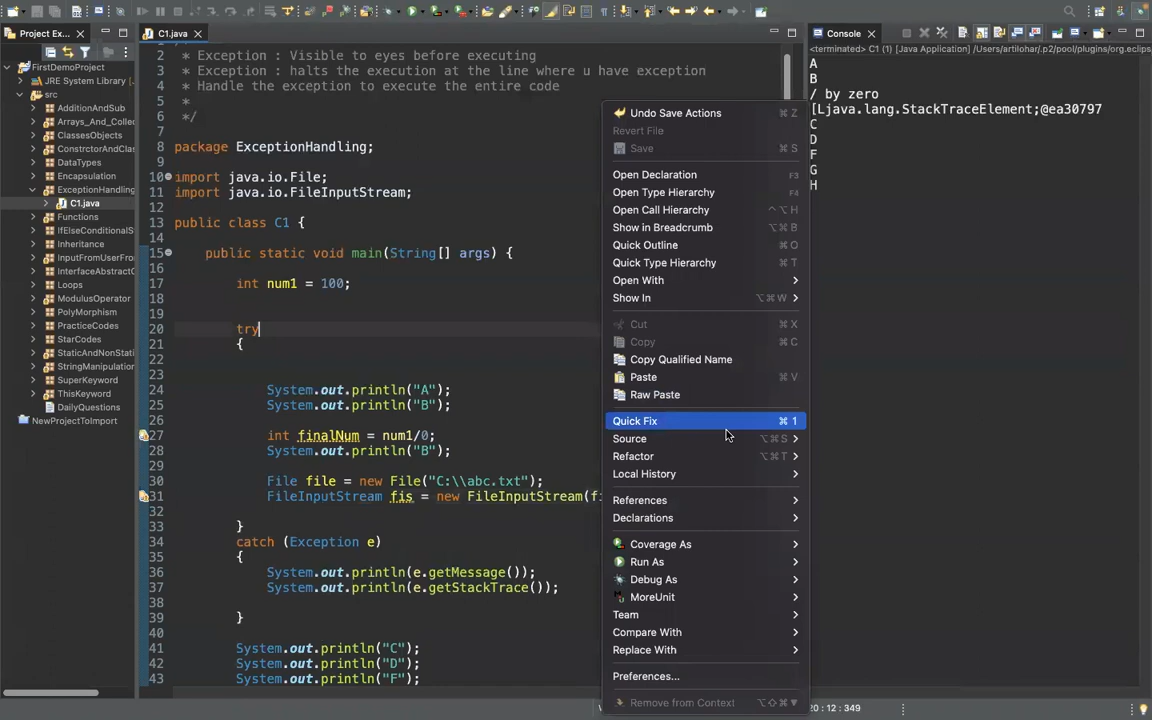 Project Ex...
FirstDemoProject
JRE System Library [
src
AdditionAndSub
Arrays_And_Collec
ClassesObjects
ConstrctorAndClas
DataTypes
Encapsulation
ExceptionHandling
C1.java
Functions
IfElseConditionalS
Inheritance
InputFromUserFro
InterfaceAbstractC
Loops
ModulusOperator
PolyMorphism
PracticeCodes
StarCodes
StaticAndNonStati
StringManipulation
SuperKeyword
ThisKeyword
DailyQuestions
NewProjectToImport
C1.java
2 * Exception : Visible to eyes before executing
3 * Exception : halts the execution at the line where u have exception
4 * Handle the exception to execute the entire code
5 *
6 */
7
8 package ExceptionHandling;
9
10 import java.io.File;
11 import java.io.FileInputStream;
12
13 public class C1 {
14
15 public static void main(String[] args) {
16
17 int num1 = 100;
18
19
20 try
21 {
22
23
24 System.out.println("A");
25 System.out.println("B");
26
27 int finalNum = num1/0;
28 System.out.println("B");
29
30 File file = new File("C:\\abc.txt");
31 FileInputStream fis = new FileInputStream(fi
32
33 }
34 catch (Exception e)
35 {
36 System.out.println(e.getMessage());
37 System.out.println(e.getStackTrace());
38
39 }
40
41 System.out.println("C");
42 System.out.println("D");
43 System.out.println("F");
Undo Save Actions ⌘ Z
Revert File
Save ⌘ S
Open Declaration F3
Open Type Hierarchy F4
Open Call Hierarchy ^⌥H
Show in Breadcrumb ⌥⌘B
Quick Outline ⌘O
Quick Type Hierarchy ⌘T
Open With
Show In ⌥⌘W
Cut ⌘X
Copy ⌘C
Copy Qualified Name
Paste ⌘V
Raw Paste
Quick Fix ⌘ 1
Source ⌥⌘S
Refactor ⌥⌘T
Local History
References
Declarations
Coverage As
Run As
Debug As
MoreUnit
Team
Compare With
Replace With
Preferences...
Remove from Context ⌥⇧⌘▼
Console
<terminated> C1 (1) [Java Application] /Users/artilohar/.p2/pool/plugins/org.eclips
A
B
/ by zero
[Ljava.lang.StackTraceElement;@ea30797
C
D
F
G
H
20 : 12 : 349